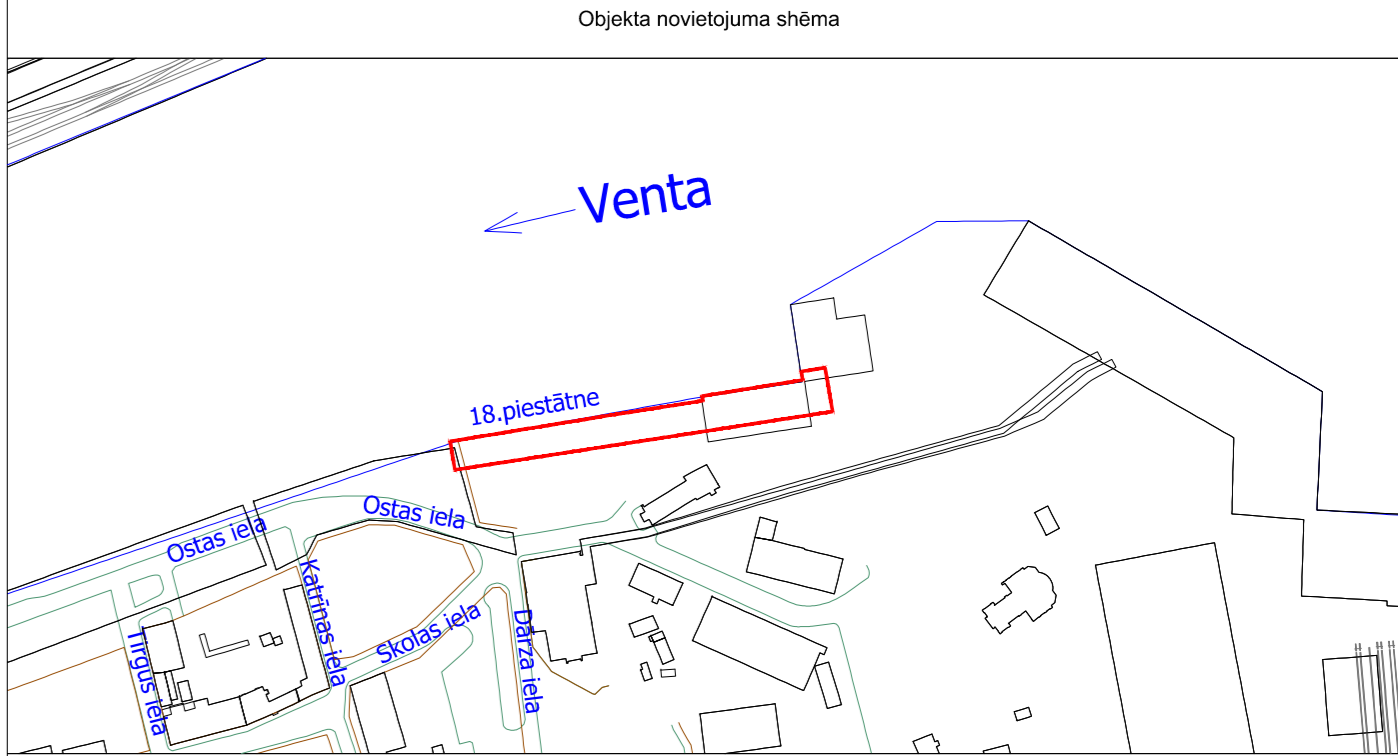 Objekta novietojuma shēma
Venta
18.piestātne
Ostas iela
Ostas iela
Katrīnas iela
Skolas iela
Dārza iela
Tirgus iela